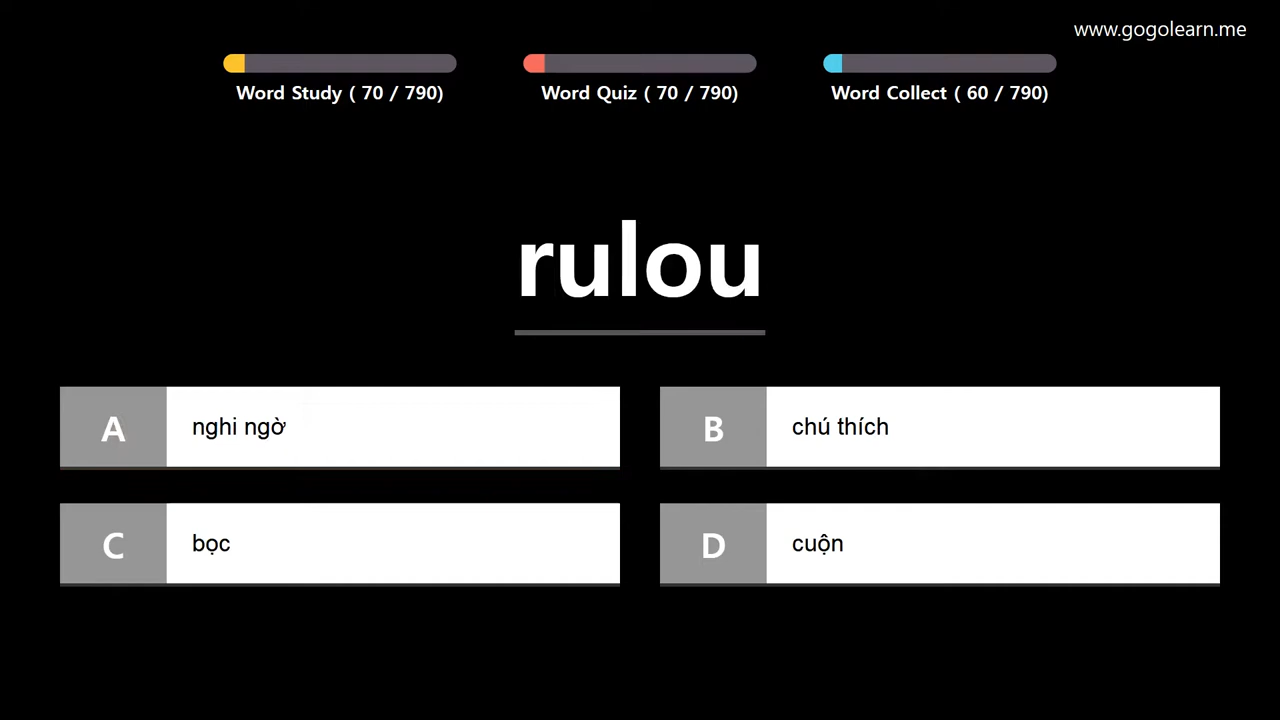 www.gogolearn.me
Word Study ( 70 / 790)
Word Quiz ( 70 / 790)
Word Collect ( 60 / 790)
rulou
A nghi ngờ
B chú thích
C bọc
D cuộn